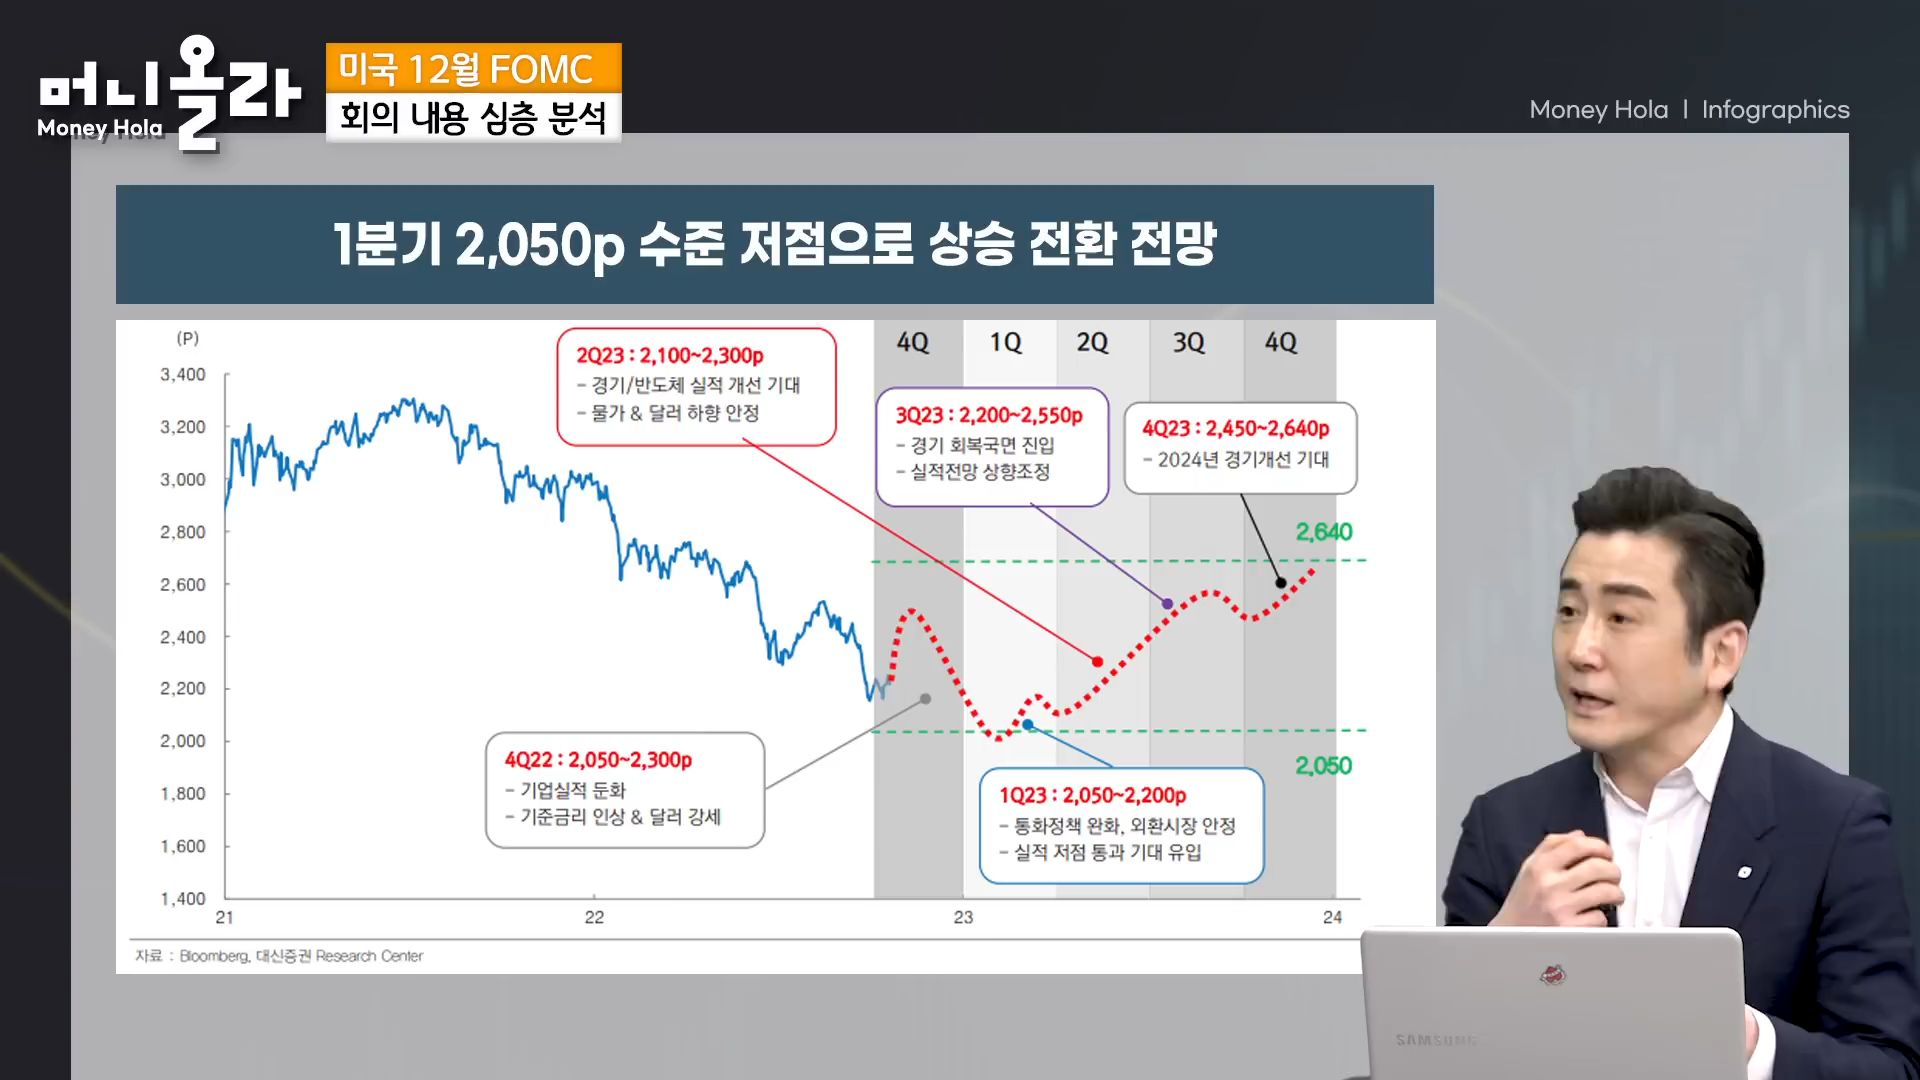 머니올라
Money Hola
미국 12월 FOMC
회의 내용 심층 분석
Money Hola | Infographics
1분기 2,050p 수준 저점으로 상승 전환 전망
(P)
3,400
3,200
3,000
2,800
2,600
2,400
2,200
2,000
1,800
1,600
1,400
21
22
23
24
4Q
1Q
2Q
3Q
4Q
2Q23 : 2,100~2,300p
- 경기/반도체 실적 개선 기대
- 물가 & 달러 하향 안정
3Q23 : 2,200~2,550p
- 경기 회복국면 진입
- 실적전망 상향조정
4Q23 : 2,450~2,640p
- 2024년 경기개선 기대
2,640
2,050
4Q22 : 2,050~2,300p
- 기업실적 둔화
- 기준금리 인상 & 달러 강세
1Q23 : 2,050~2,200p
- 통화정책 완화, 외환시장 안정
- 실적 저점 통과 기대 유입
자료 : Bloomberg, 대신증권 Research Center
SAMSUNG